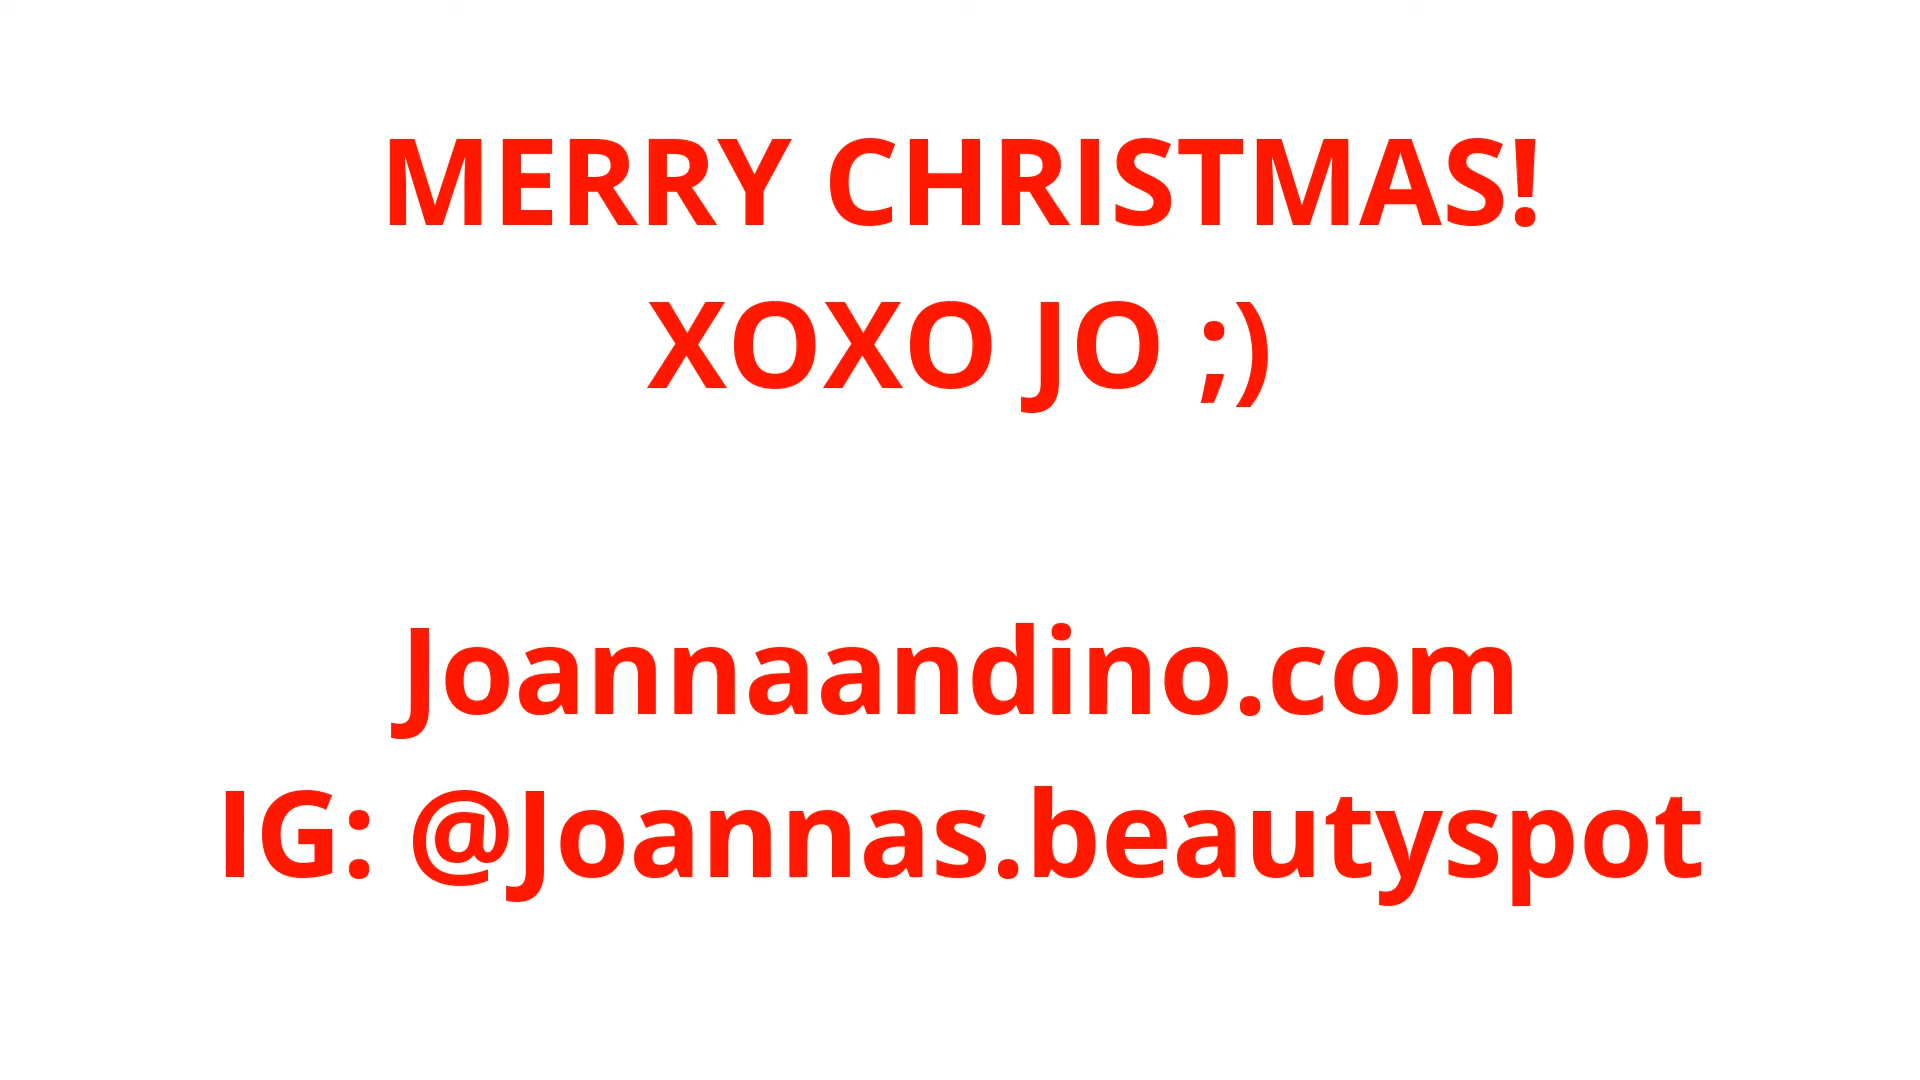 MERRY CHRISTMAS!
XOXO JO ;)
Joannaandino.com
IG: @Joannas.beautyspot